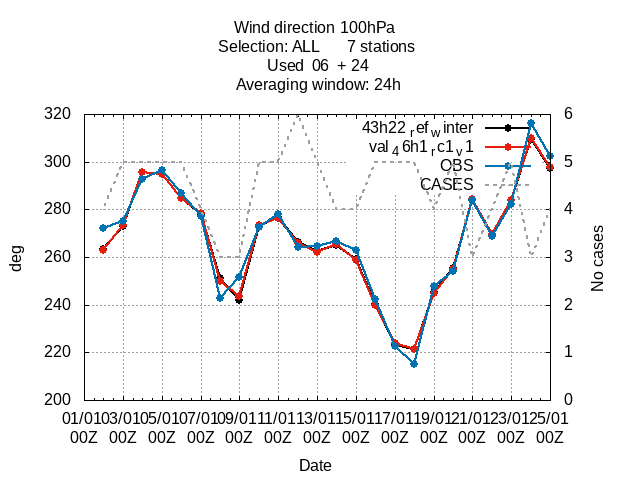 Wind direction 100hPa
Selection: ALL 7 stations
Used 06 + 24
Averaging window: 24h
43h22_ref_winter
val_46h1_rc1_v1
OBS
CASES
320
300
280
260
240
220
200
deg
6
5
4
3
2
1
0
No cases
01/01 03/01 05/01 07/01 09/01 11/01 13/01 15/01 17/01 19/01 21/01 23/01 25/01
00Z 00Z 00Z 00Z 00Z 00Z 00Z 00Z 00Z 00Z 00Z 00Z 00Z
Date